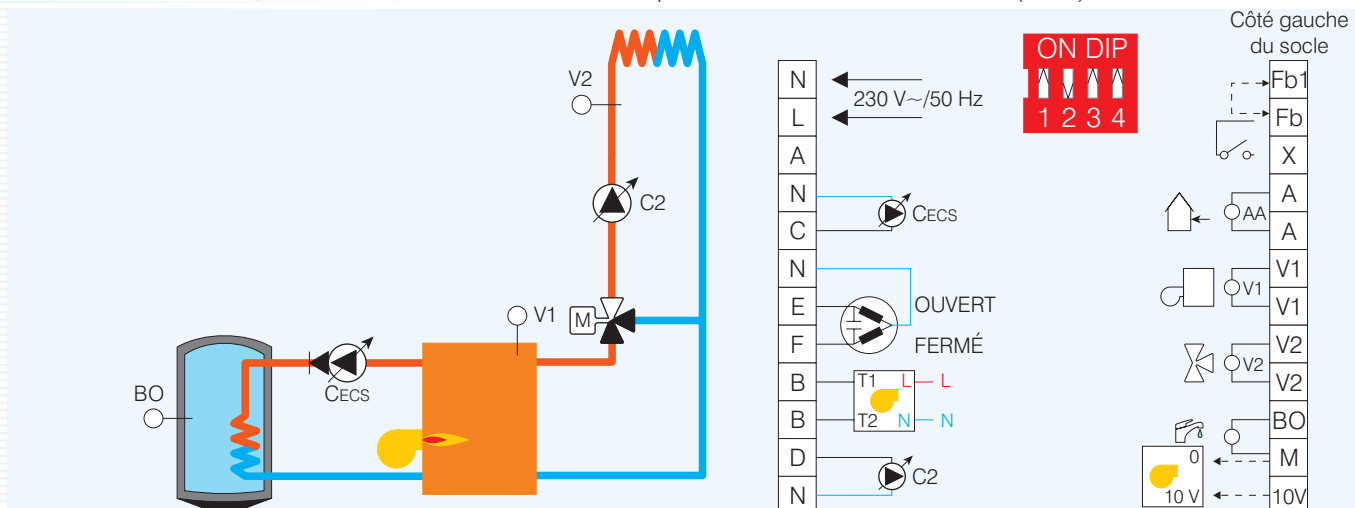 Côté gauche
du socle
V2
C2
V1
M
BO
CECS
N
L
A
N
C
N
E
F
B
B
D
N
230 V~/50 Hz
CECS
OUVERT
FERMÉ
T1 L L
T2 N N
C2
ON DIP
1 2 3 4
Fb1
Fb
X
A
AA
A
V1
V1
V1
V2
V2
V2
BO
M
10V
0
10 V